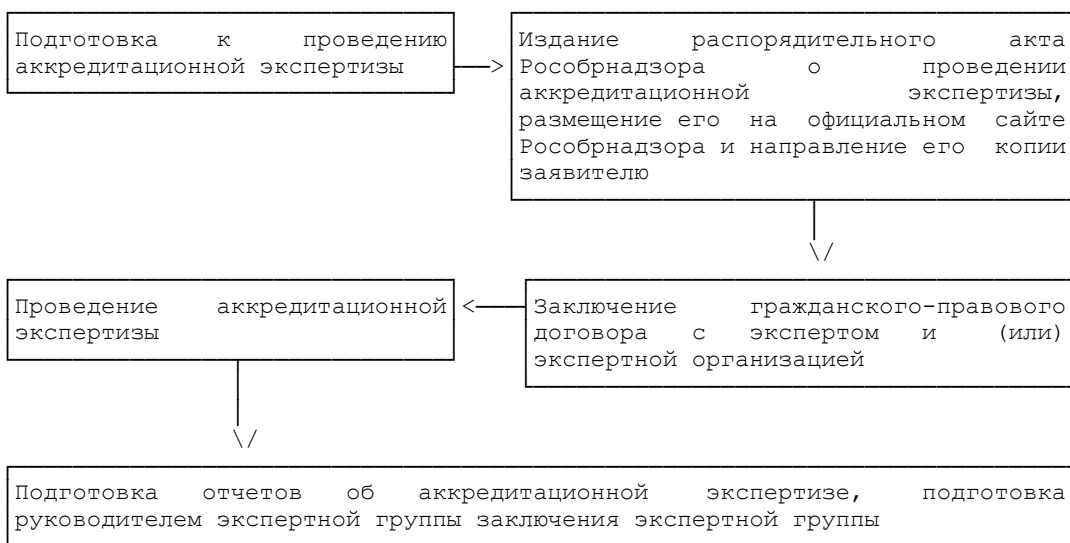 Подготовка к проведению
аккредитационной экспертизы
Издание распорядительного акта
Рособрнадзора о проведении
аккредитационной экспертизы,
размещение его на официальном сайте
Рособрнадзора и направление его копии
заявителю
Проведение аккредитационной
экспертизы
Заключение гражданского-правового
договора с экспертом и (или)
экспертной организацией
Подготовка отчетов об аккредитационной экспертизе, подготовка
руководителем экспертной группы заключения экспертной группы